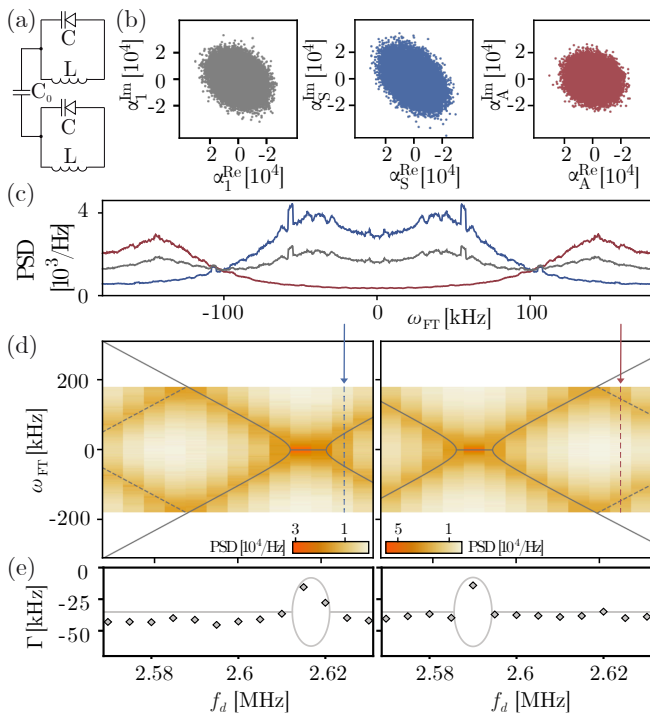 (a)
C
L
C₀
C
L
(b)
α₁^Im [10⁴]
2
0
-2
2 0 -2
α₁^Re [10⁴]
α_S^Im [10⁴]
2
0
-2
2 0 -2
α_S^Re [10⁴]
α_A^Im [10⁴]
2
0
-2
2 0 -2
α_A^Re [10⁴]
(c)
PSD
[10³/Hz]
4
0
-100 0 100
ω_FT [kHz]
(d)
ω_FT [kHz]
200
0
-200
3 1
PSD [10⁴/Hz]
5 1
PSD [10⁴/Hz]
(e)
Γ [kHz]
0
-25
-50
2.58 2.6 2.62
f_d [MHz]
2.58 2.6 2.62
f_d [MHz]